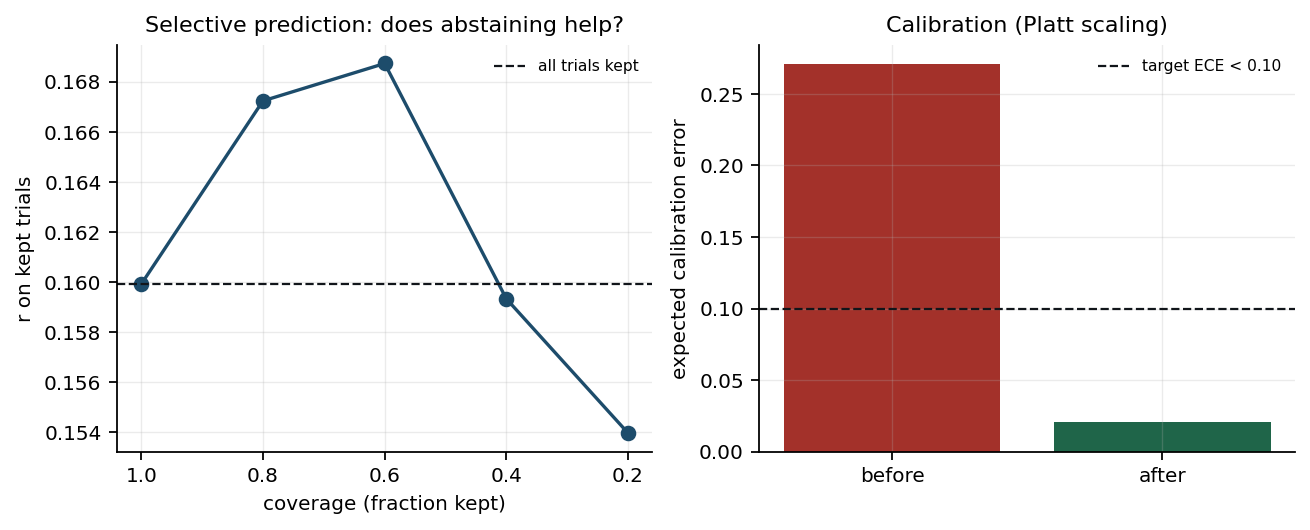 Selective prediction: does abstaining help?
all trials kept
r on kept trials
0.168
0.166
0.164
0.162
0.160
0.158
0.156
0.154
1.0 0.8 0.6 0.4 0.2
coverage (fraction kept)
Calibration (Platt scaling)
target ECE < 0.10
expected calibration error
0.25
0.20
0.15
0.10
0.05
0.00
before after